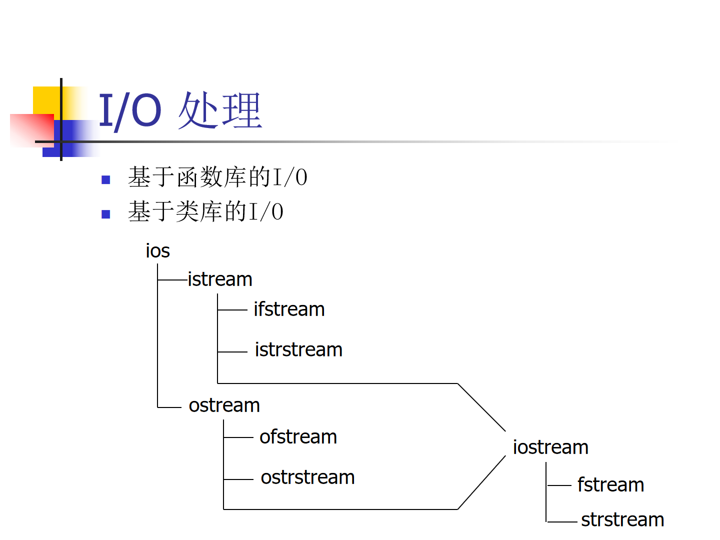 I/O 处理
基于函数库的I/O
基于类库的I/O
ios
istream
ifstream
istrstream
ostream
ofstream
ostrstream
iostream
fstream
strstream